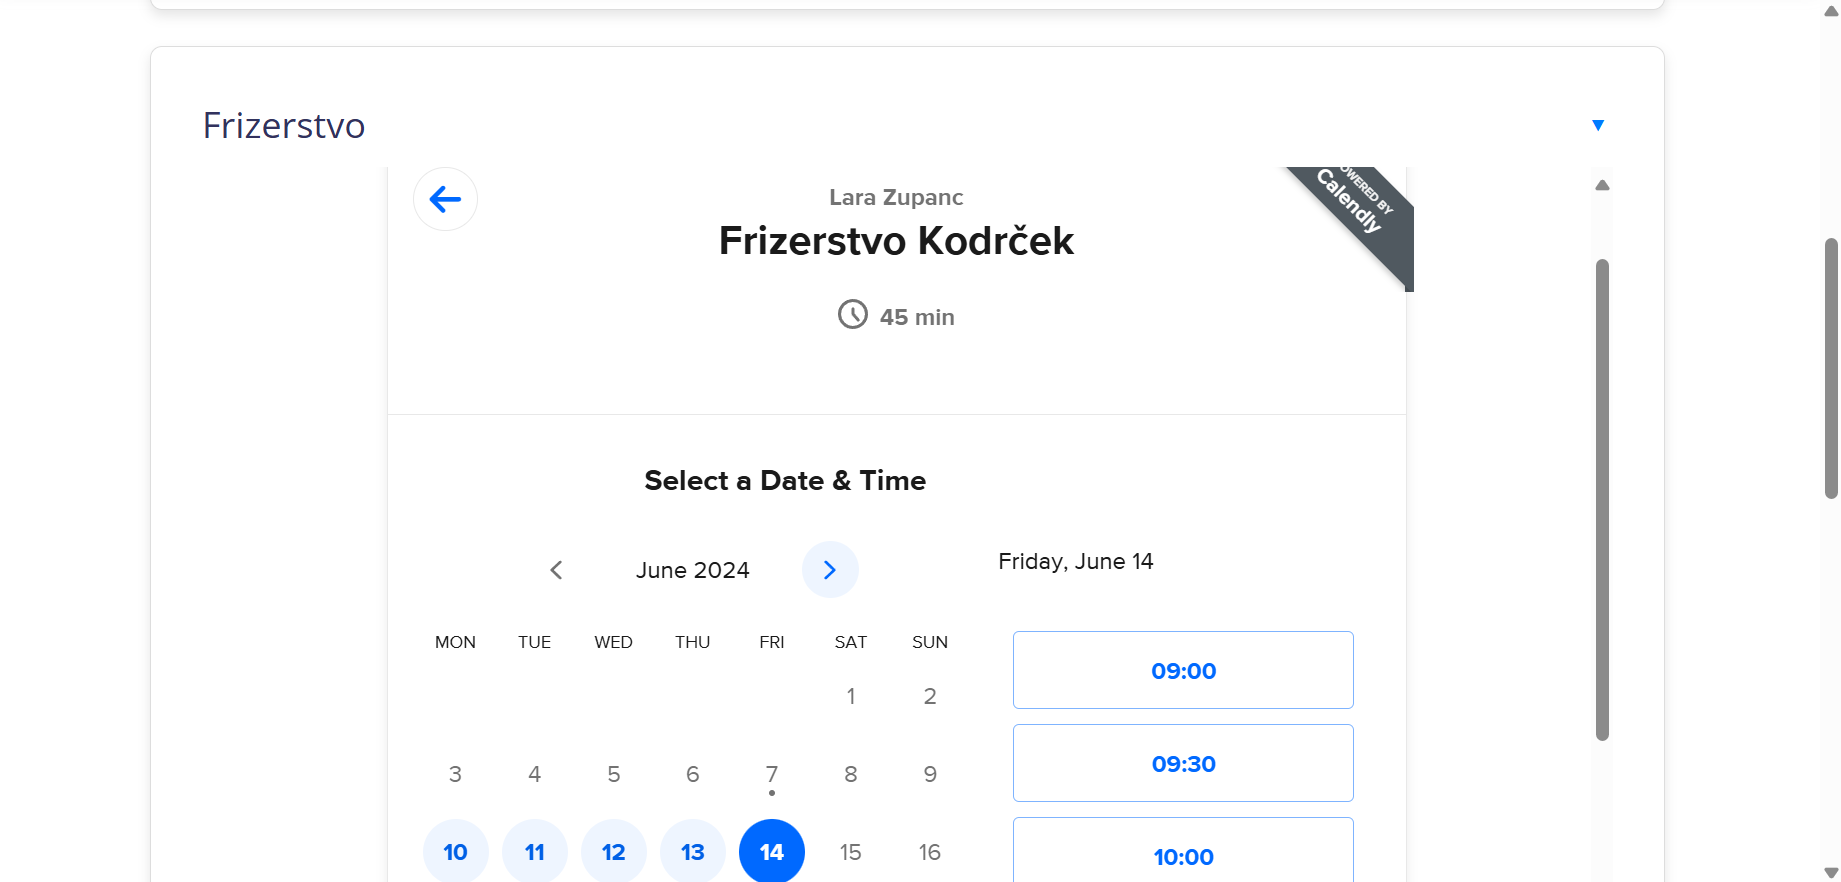 Frizerstvo
Lara Zupanc
Frizerstvo Kodrček
45 min
OWERED BY
Calendly
Select a Date & Time
June 2024
MON TUE WED THU FRI SAT SUN
1 2
3 4 5 6 7 8 9
10 11 12 13 14 15 16
Friday, June 14
09:00
09:30
10:00